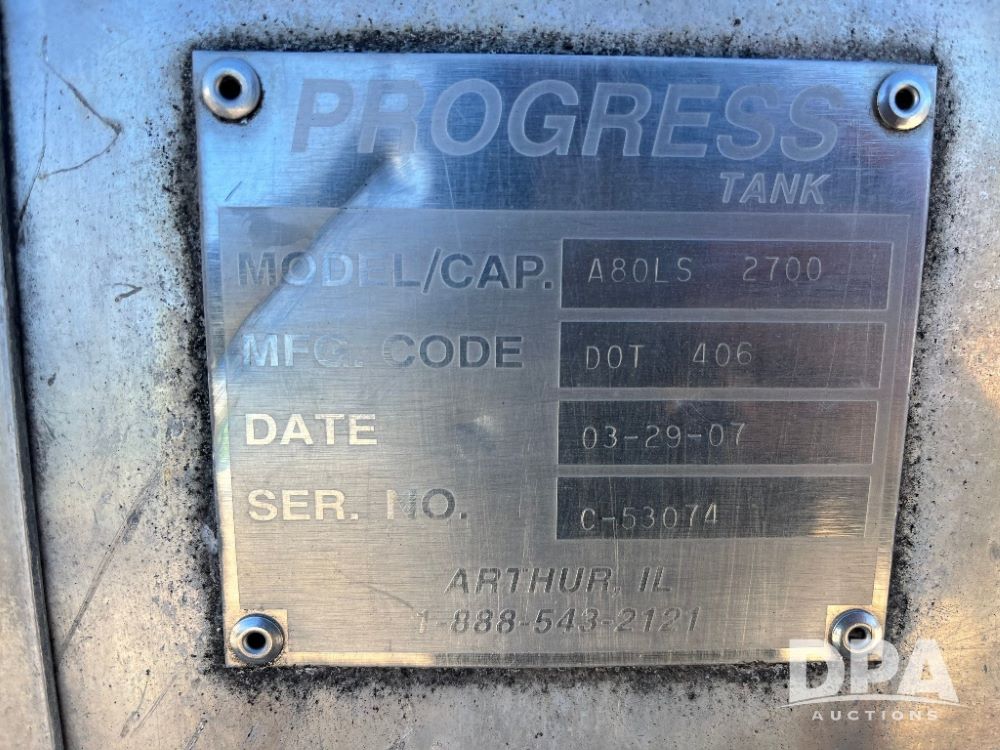 PROGRESS
TANK
MODEL/CAP. A80LS 2700
MFG. CODE DOT 406
DATE 03-29-07
SER. NO. C-53074
ARTHUR, IL
1-888-543-2121
DPA
AUCTIONS